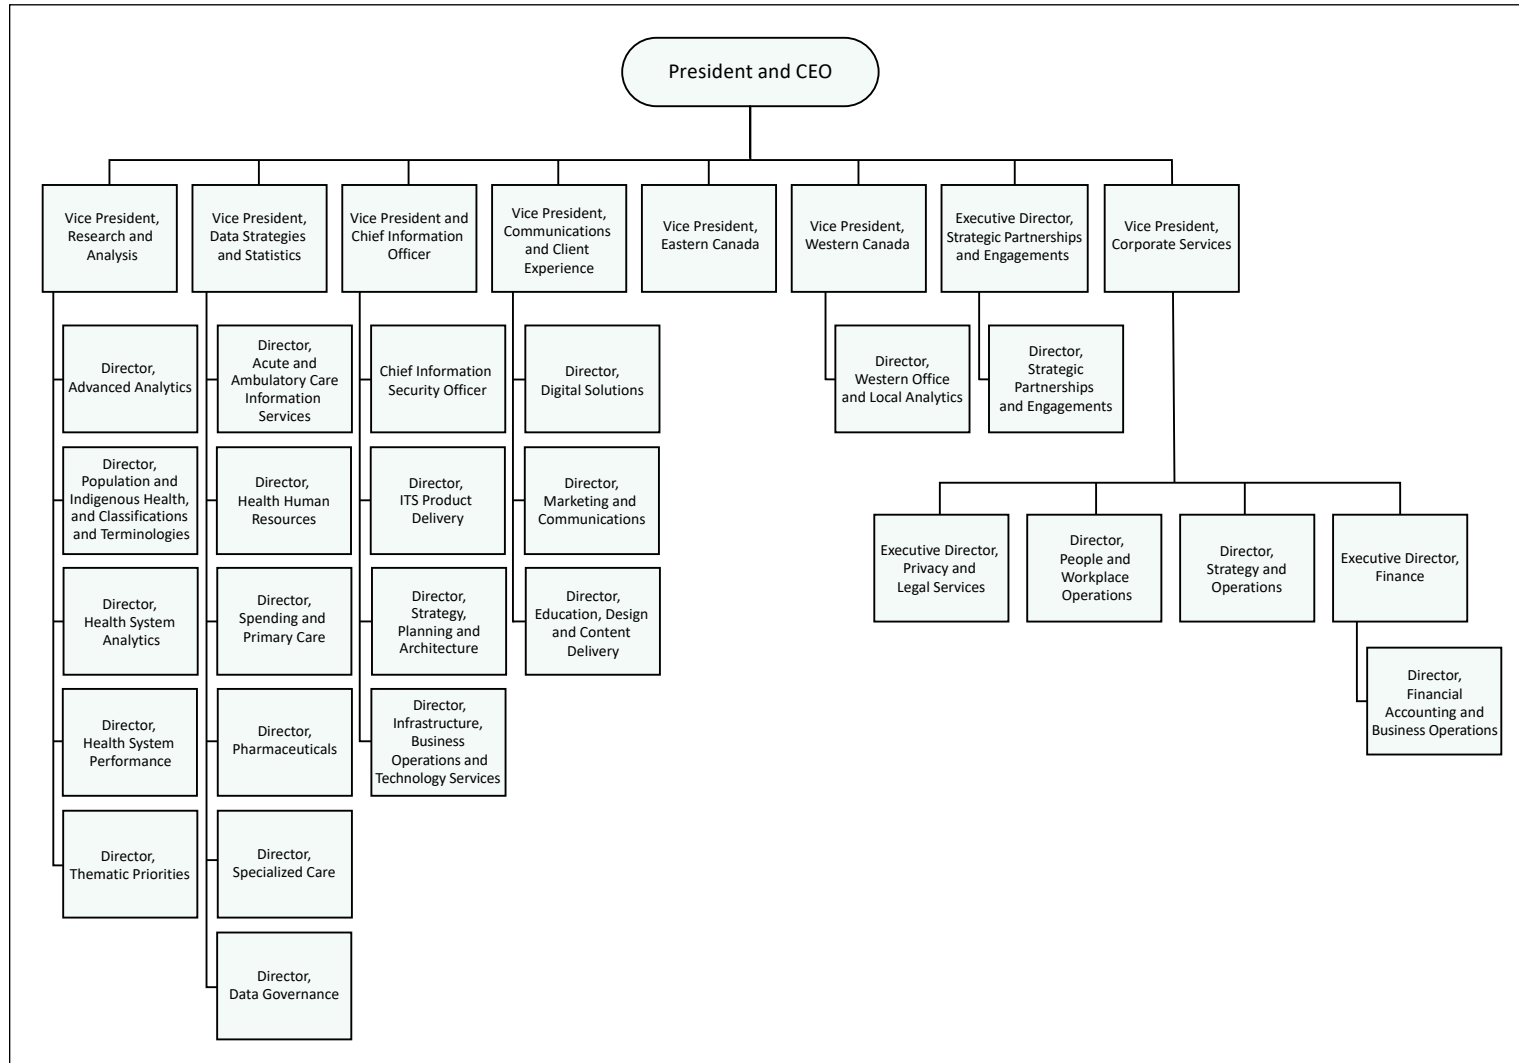 President and CEO
Vice President,
Research and
Analysis
Vice President,
Data Strategies
and Statistics
Vice President and
Chief Information
Officer
Vice President,
Communications
and Client
Experience
Vice President,
Eastern Canada
Vice President,
Western Canada
Executive Director,
Strategic Partnerships
and Engagements
Vice President,
Corporate Services
Director,
Advanced Analytics
Director,
Population and
Indigenous Health,
and Classifications
and Terminologies
Director,
Health System
Analytics
Director,
Health System
Performance
Director,
Thematic Priorities
Director,
Acute and
Ambulatory Care
Information
Services
Director,
Health Human
Resources
Director,
Spending and
Primary Care
Director,
Pharmaceuticals
Director,
Specialized Care
Director,
Data Governance
Chief Information
Security Officer
Director,
ITS Product
Delivery
Director,
Strategy,
Planning and
Architecture
Director,
Infrastructure,
Business
Operations and
Technology Services
Director,
Digital Solutions
Director,
Marketing and
Communications
Director,
Education, Design
and Content
Delivery
Director,
Western Office
and Local Analytics
Director,
Strategic
Partnerships
and Engagements
Executive Director,
Privacy and
Legal Services
Director,
People and
Workplace
Operations
Director,
Strategy and
Operations
Executive Director,
Finance
Director,
Financial
Accounting and
Business Operations